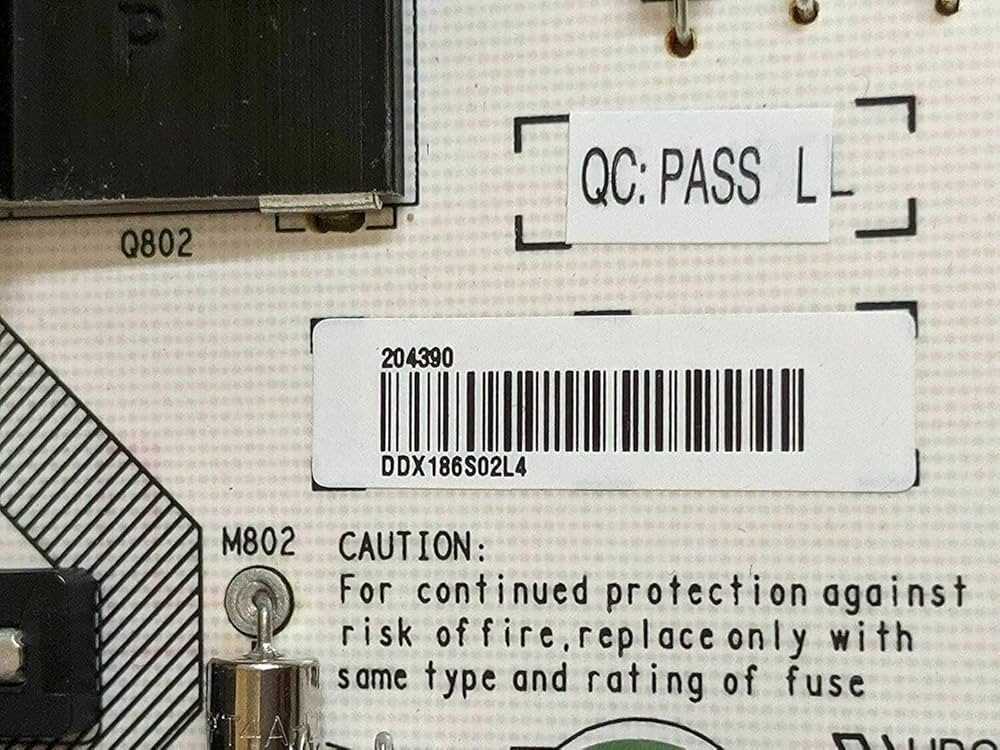 QC: PASS L
Q802
204390
DDX186S02L4
M802
CAUTION:
For continued protection against
risk of fire,replace only with
same type and rating of fuse